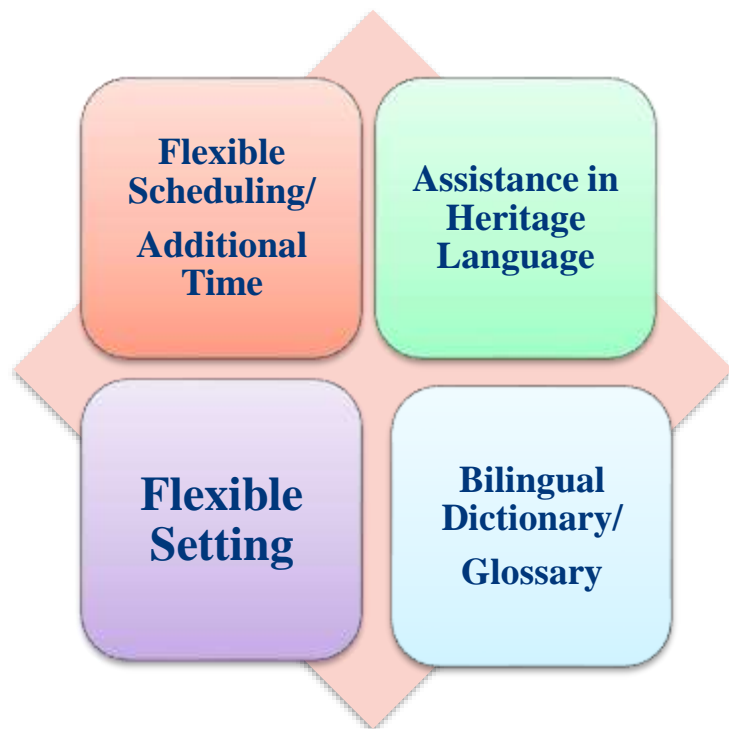 Flexible
Scheduling/
Additional
Time
Assistance in
Heritage
Language
Flexible
Setting
Bilingual
Dictionary/
Glossary